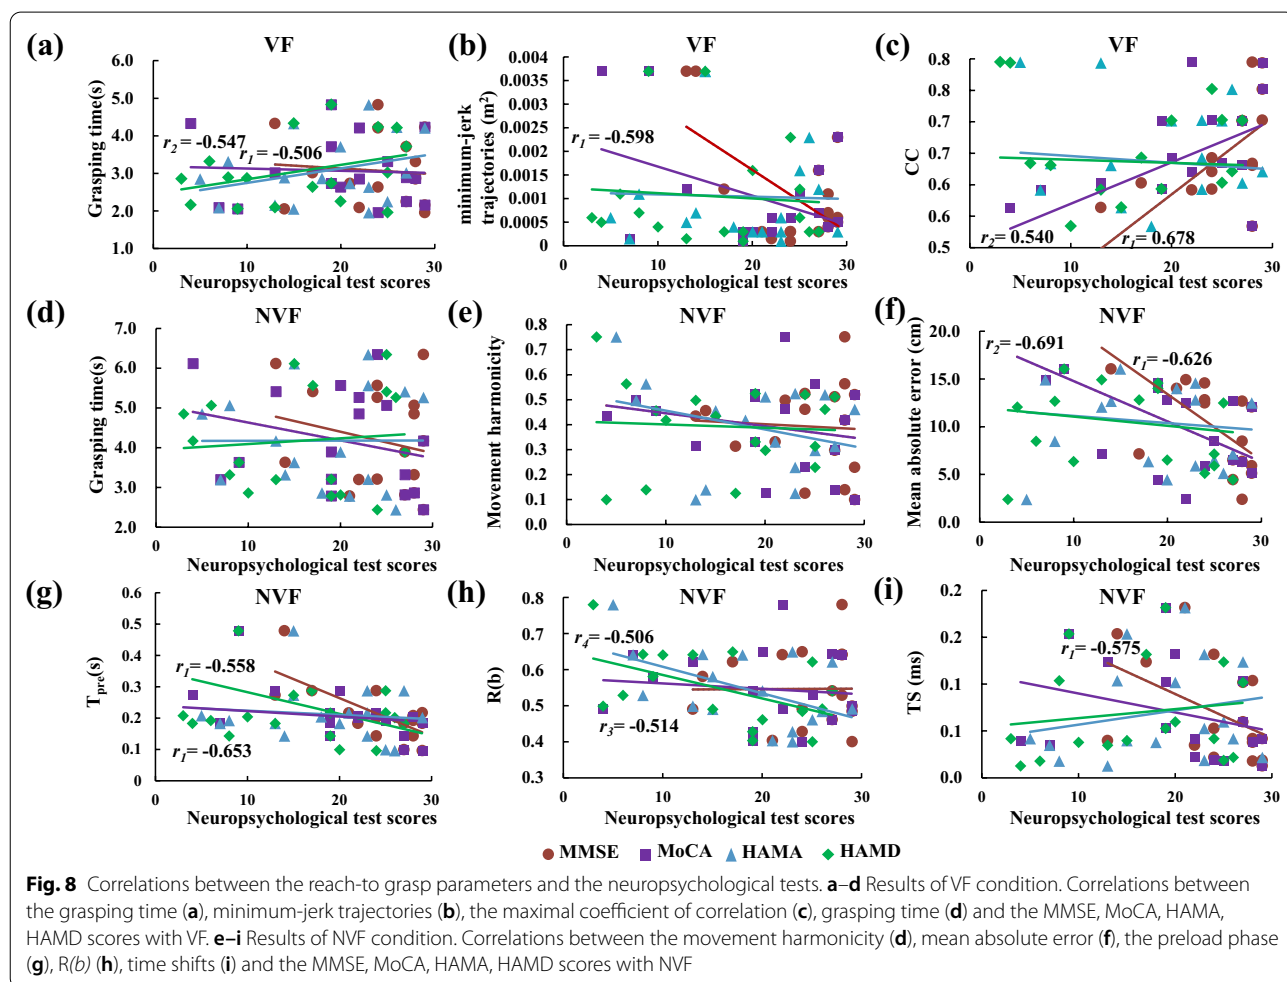 (a)
VF
Grasping time(s)
6.0
5.0
4.0
3.0
2.0
1.0
r2 = -0.547
r1 = -0.506
0 10 20 30
Neuropsychological test scores
(b)
VF
minimum-jerk
trajectories (m²)
0.004
0.0035
0.003
0.0025
0.002
0.0015
0.001
0.0005
0
r1 = -0.598
0 10 20 30
Neuropsychological test scores
(c)
VF
CC
0.8
0.8
0.7
0.6
0.5
r2 = 0.540
r1 = 0.678
0 10 20 30
Neuropsychological test scores
(d)
NVF
Grasping time(s)
7.0
6.0
5.0
4.0
3.0
2.0
0 10 20 30
Neuropsychological test scores
(e)
NVF
Movement harmonicity
0.8
0.7
0.6
0.5
0.4
0.3
0.2
0.1
0.0
0 10 20 30
Neuropsychological test scores
(f)
NVF
Mean absolute error (cm)
20.0
15.0
10.0
5.0
0.0
r2 = -0.691
r1 = -0.626
0 10 20 30
Neuropsychological test scores
(g)
NVF
Tpre(s)
0.6
0.5
0.4
0.3
0.2
0.1
0
r1 = -0.558
r1 = -0.653
0 10 20 30
Neuropsychological test scores
(h)
NVF
R(b)
0.8
0.7
0.6
0.5
0.4
0.3
r4 = -0.506
r3 = -0.514
0 10 20 30
Neuropsychological test scores
(i)
NVF
TS (ms)
0.2
0.2
0.1
0.1
0.0
r1 = -0.575
0 10 20 30
Neuropsychological test scores
MMSE MoCA HAMA HAMD
Fig. 8 Correlations between the reach-to grasp parameters and the neuropsychological tests. a–d Results of VF condition. Correlations between
the grasping time (a), minimum-jerk trajectories (b), the maximal coefficient of correlation (c), grasping time (d) and the MMSE, MoCA, HAMA,
HAMD scores with VF. e–i Results of NVF condition. Correlations between the movement harmonicity (d), mean absolute error (f), the preload phase
(g), R(b) (h), time shifts (i) and the MMSE, MoCA, HAMA, HAMD scores with NVF